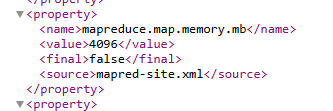 <property>
<name>mapreduce.map.memory.mb</name>
<value>4096</value>
<final>false</final>
<source>mapred-site.xml</source>
</property>
<property>